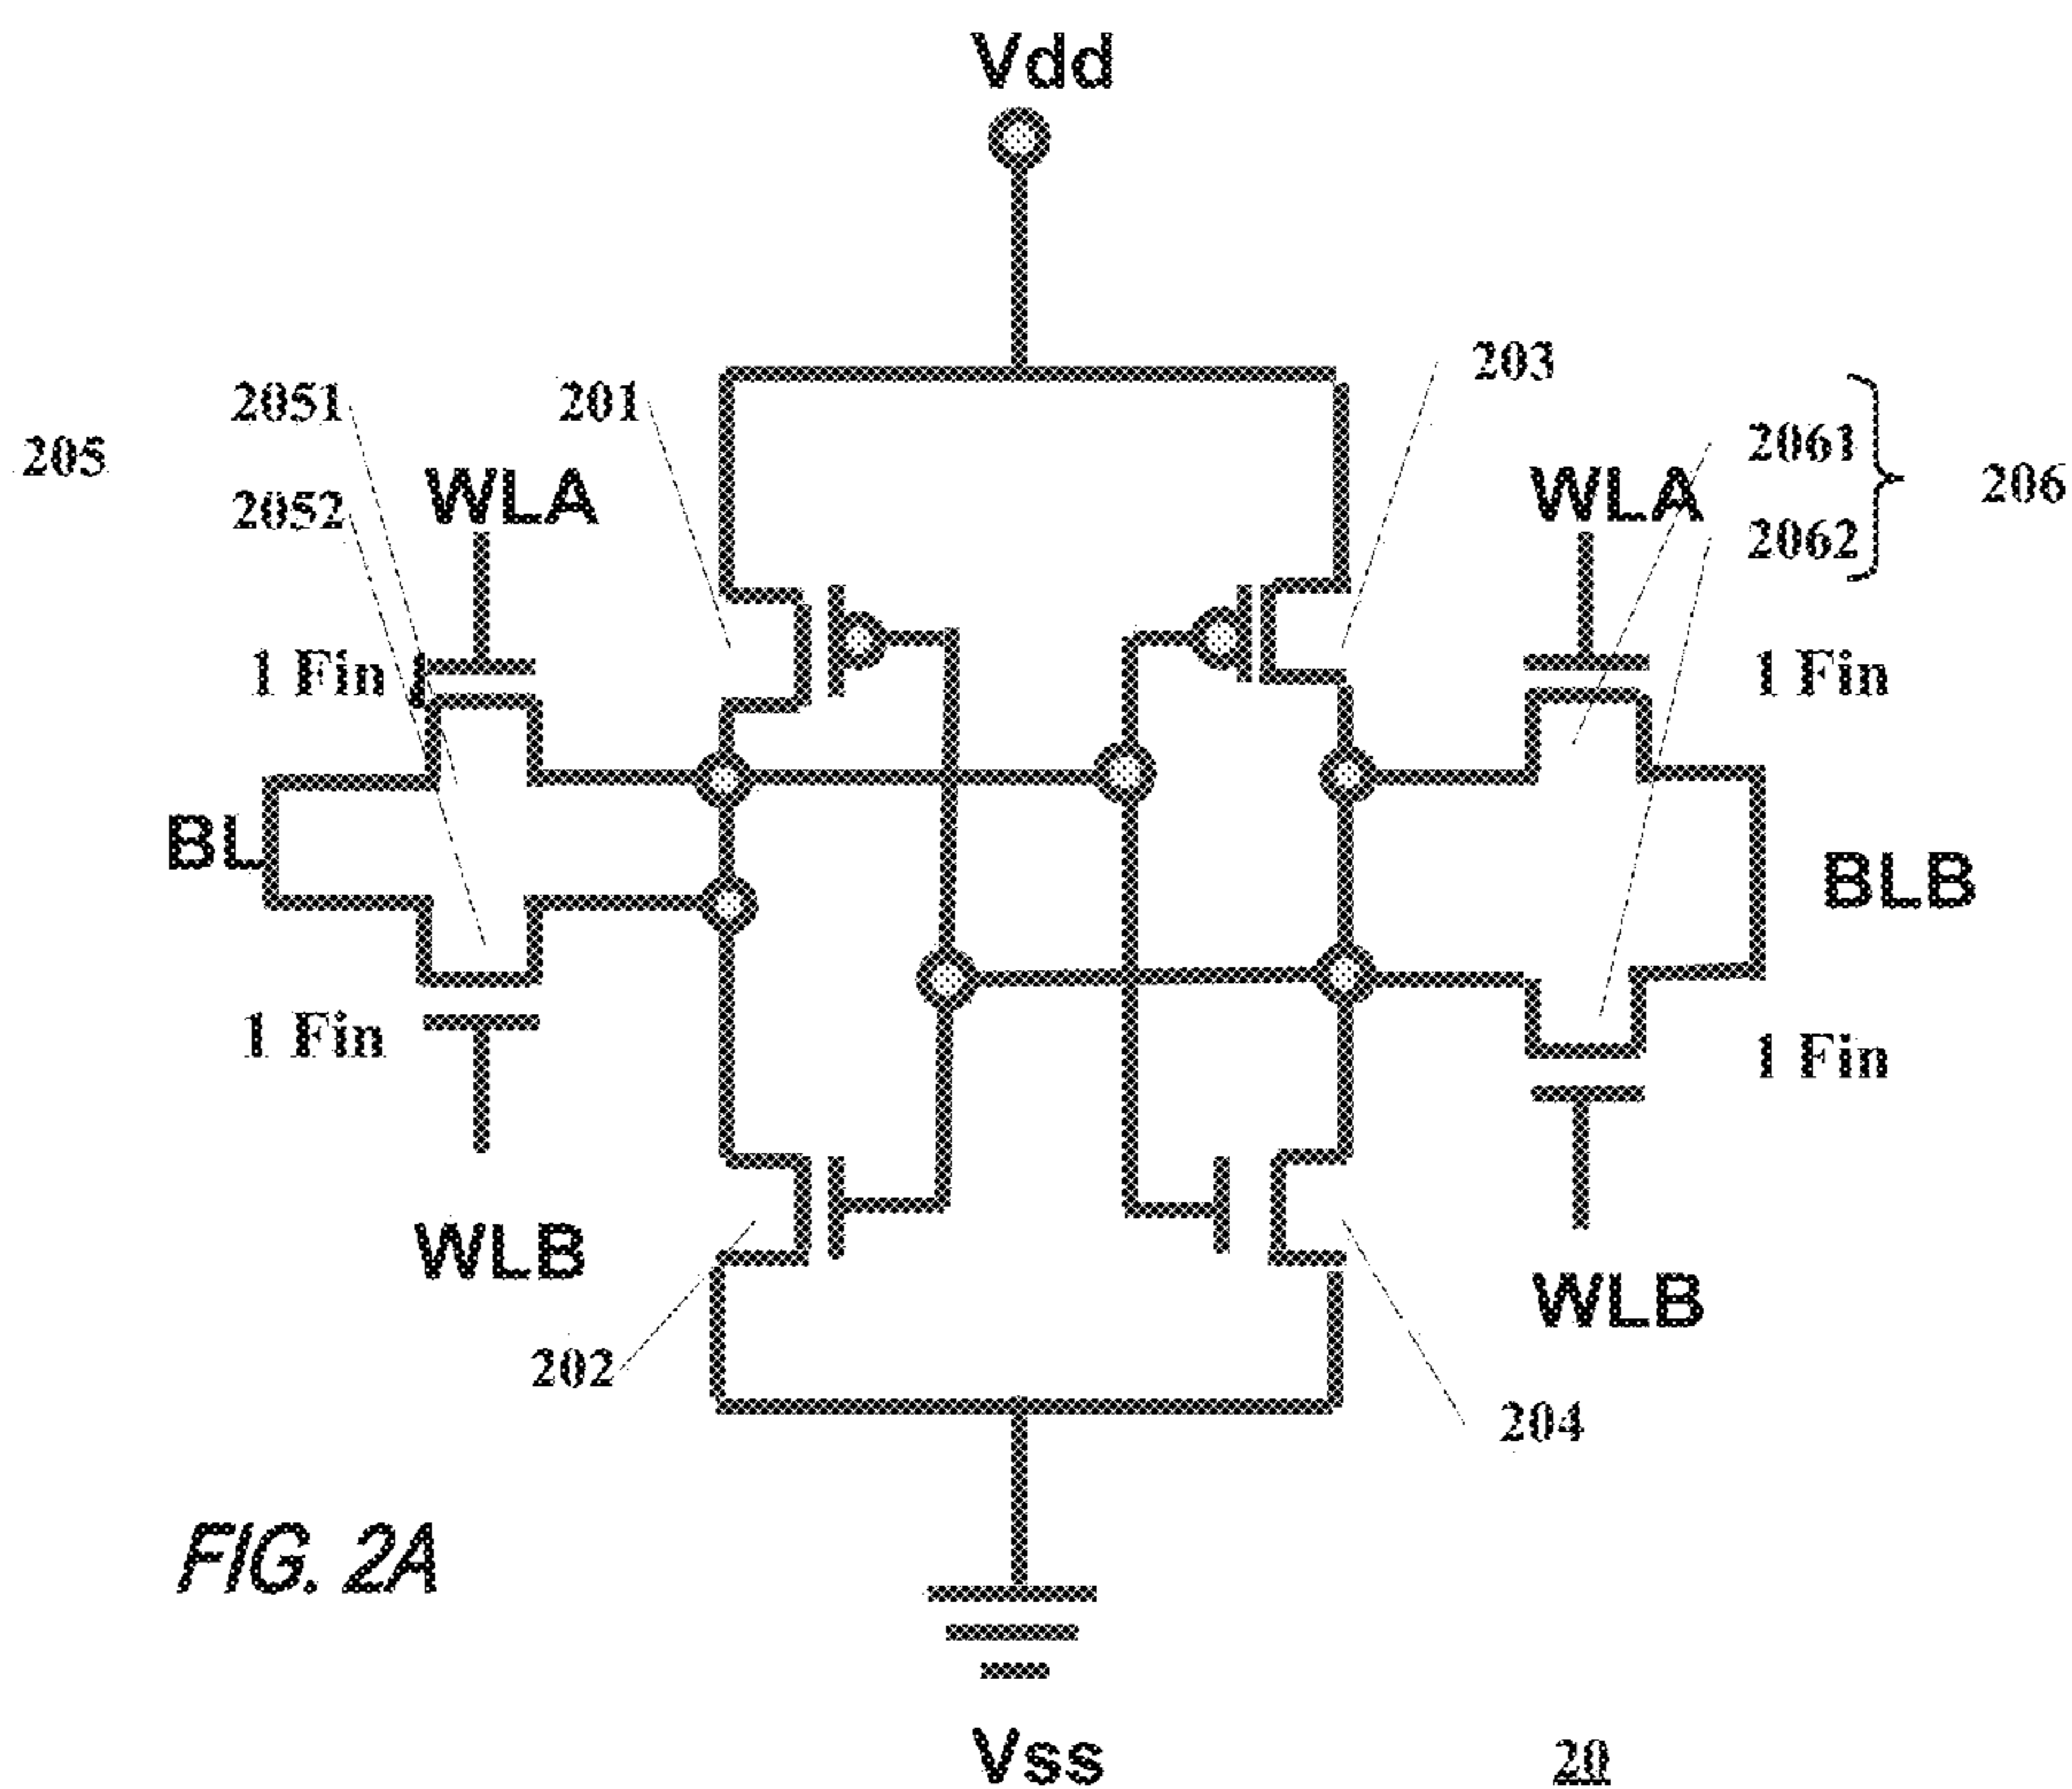 Vdd
203
2051
201
2061
205
206
WLA
WLA
2052
2062
1 Fin
1 Fin
BL
BLB
1 Fin
1 Fin
WLB
WLB
202
204
FIG. 2A
Vss
20